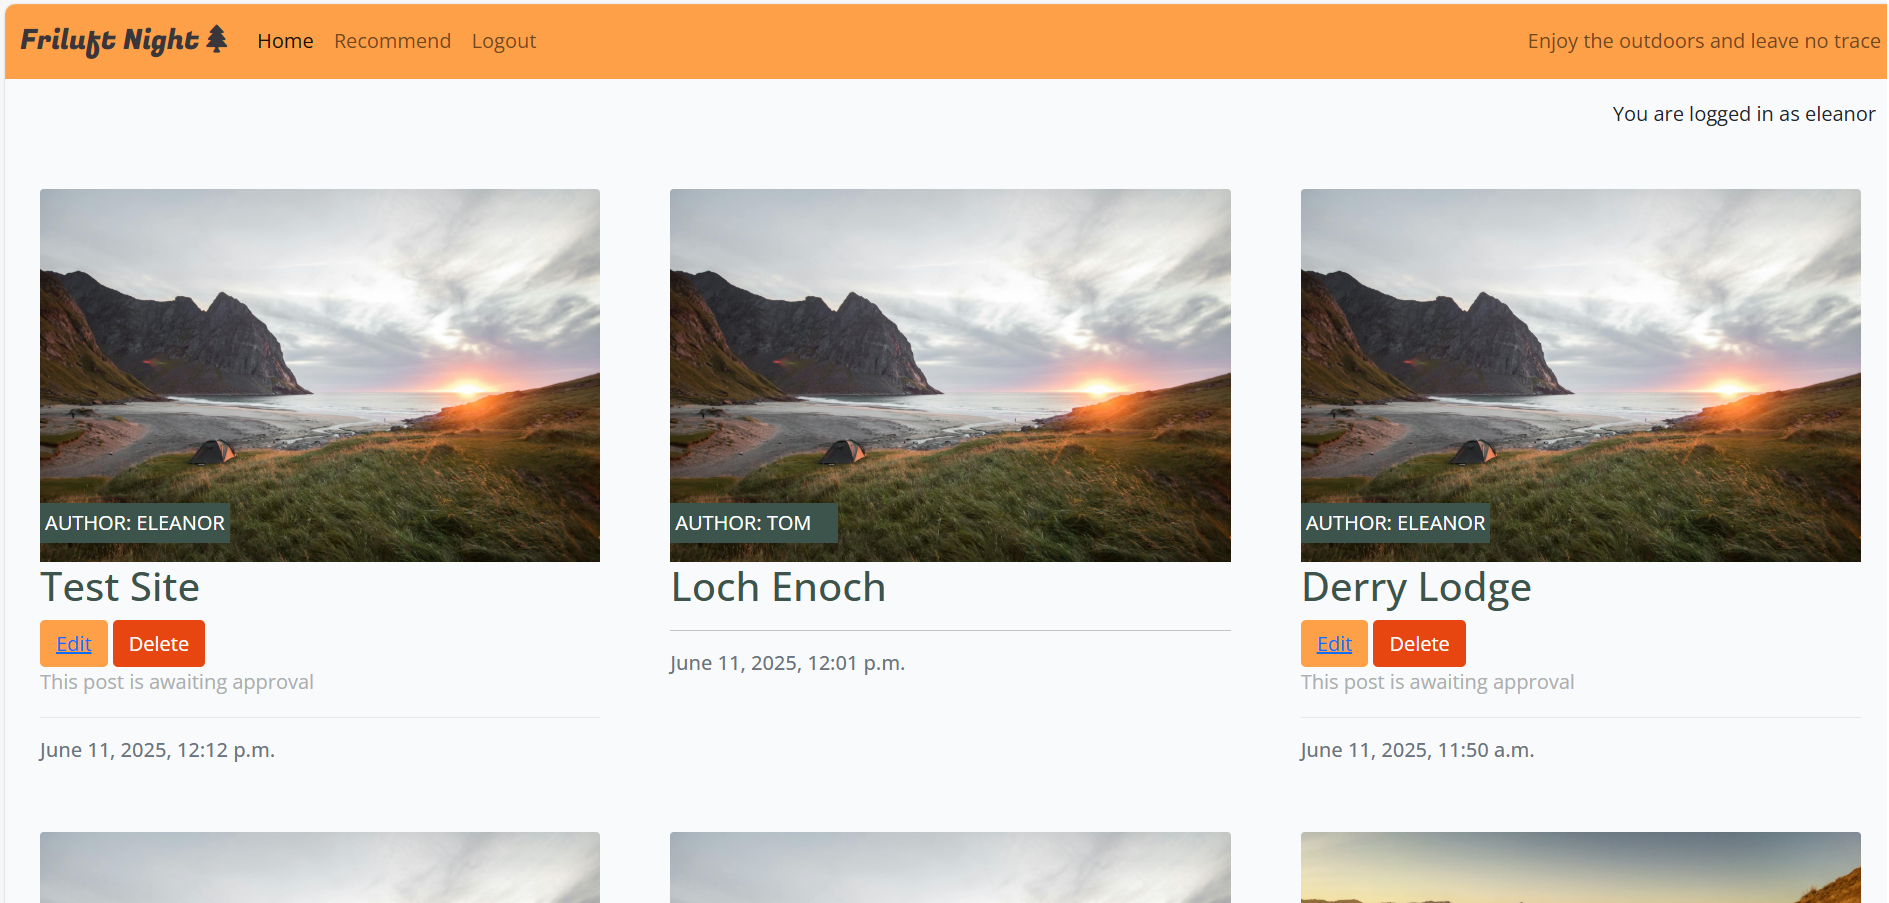 Friluft Night Home Recommend Logout Enjoy the outdoors and leave no trace
You are logged in as eleanor
AUTHOR: ELEANOR
Test Site
Edit Delete
This post is awaiting approval
June 11, 2025, 12:12 p.m.
AUTHOR: TOM
Loch Enoch
June 11, 2025, 12:01 p.m.
AUTHOR: ELEANOR
Derry Lodge
Edit Delete
This post is awaiting approval
June 11, 2025, 11:50 a.m.